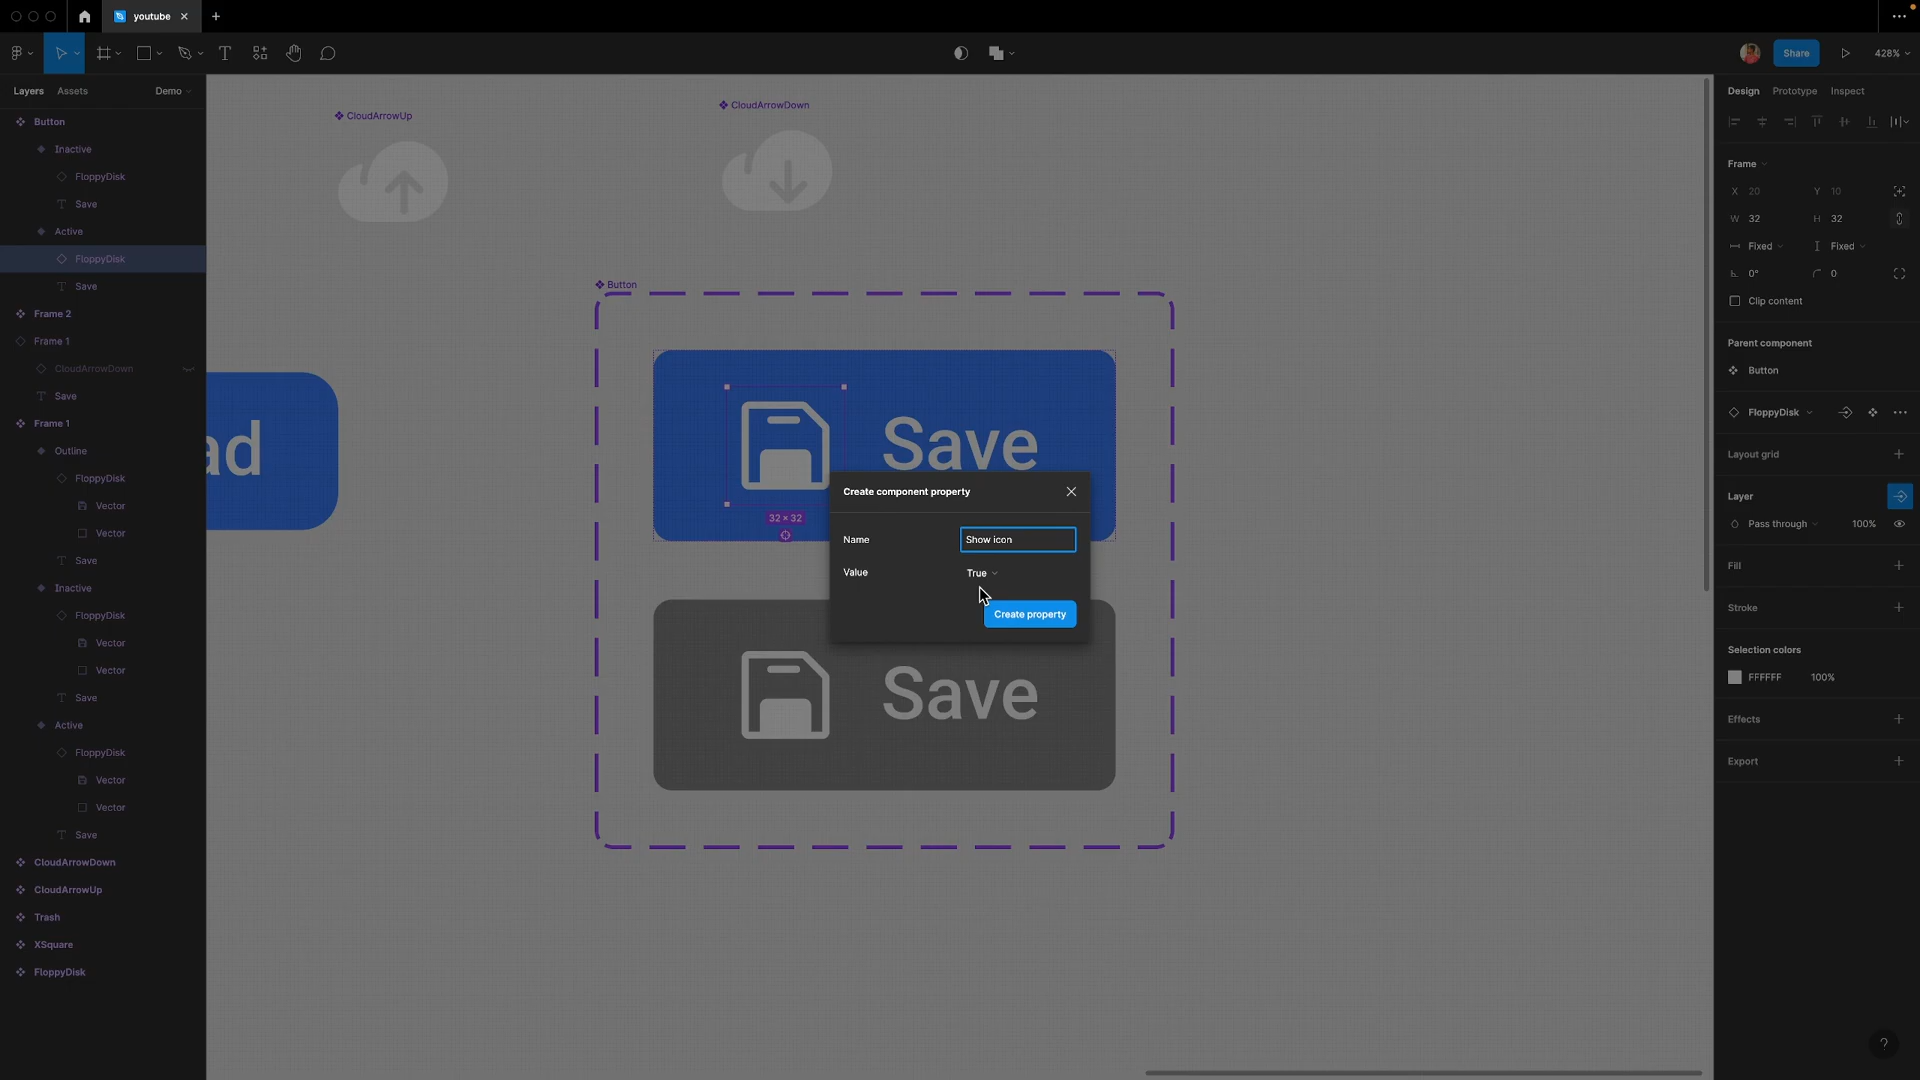 youtube
Share
428%
Layers
Assets
Demo
Button
Inactive
FloppyDisk
Save
Active
FloppyDisk
Save
Frame 2
Frame 1
CloudArrowDown
Save
Frame 1
Outline
FloppyDisk
Vector
Vector
Save
Inactive
FloppyDisk
Vector
Vector
Save
Active
FloppyDisk
Vector
Vector
Save
CloudArrowDown
CloudArrowUp
Trash
XSquare
FloppyDisk
CloudArrowUp
CloudArrowDown
Button
ad
Save
32 × 32
Create component property
Name
Show icon
Value
True
Create property
Save
Design
Prototype
Inspect
Frame
X 20
Y 10
W 32
H 32
Fixed
Fixed
0°
0
Clip content
Parent component
Button
FloppyDisk
Layout grid
Layer
Pass through
100%
Fill
Stroke
Selection colors
FFFFFF
100%
Effects
Export
?